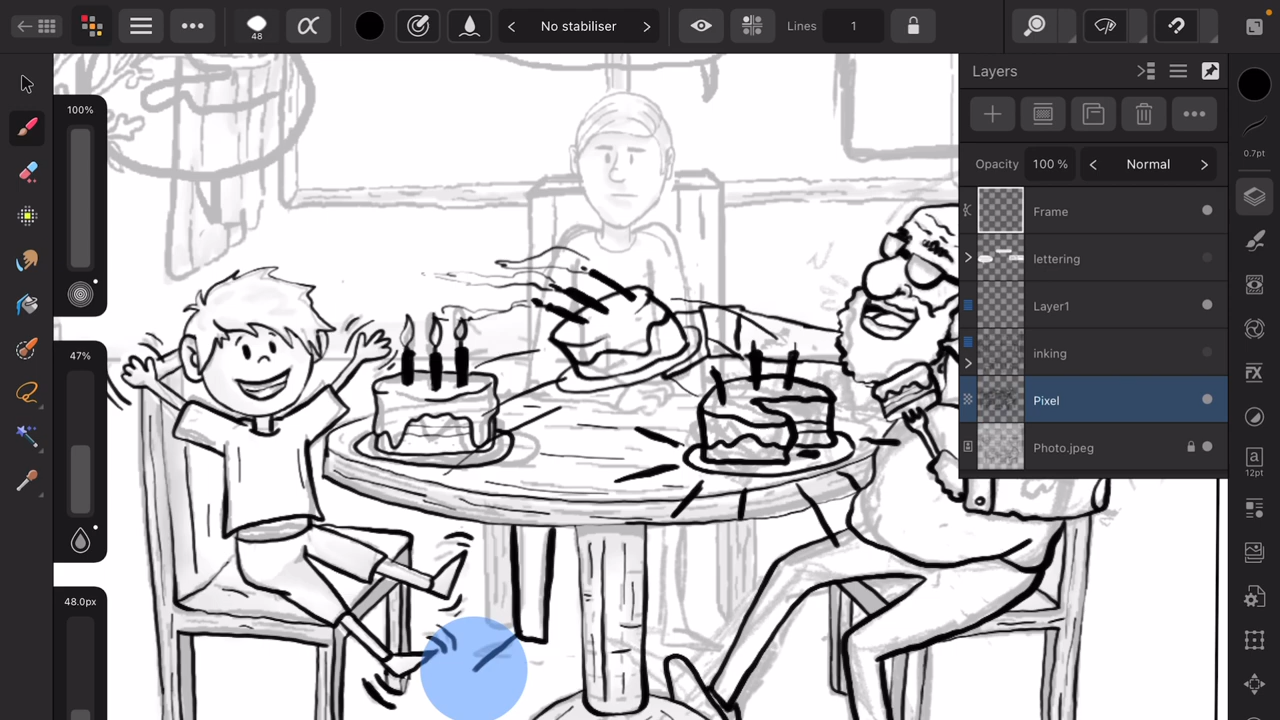 48
No stabiliser
Lines
1
100%
47%
48.0px
Layers
Opacity
100 %
Normal
Frame
lettering
Layer1
inking
Pixel
Photo.jpeg
0.7pt
a
12pt
FX